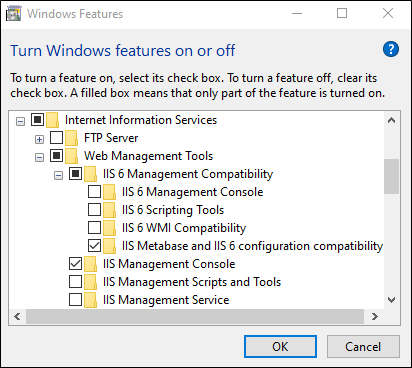 Windows Features
Turn Windows features on or off
?
To turn a feature on, select its check box. To turn a feature off, clear its
check box. A filled box means that only part of the feature is turned on.
Internet Information Services
FTP Server
Web Management Tools
IIS 6 Management Compatibility
IIS 6 Management Console
IIS 6 Scripting Tools
IIS 6 WMI Compatibility
IIS Metabase and IIS 6 configuration compatibility
IIS Management Console
IIS Management Scripts and Tools
IIS Management Service
OK
Cancel